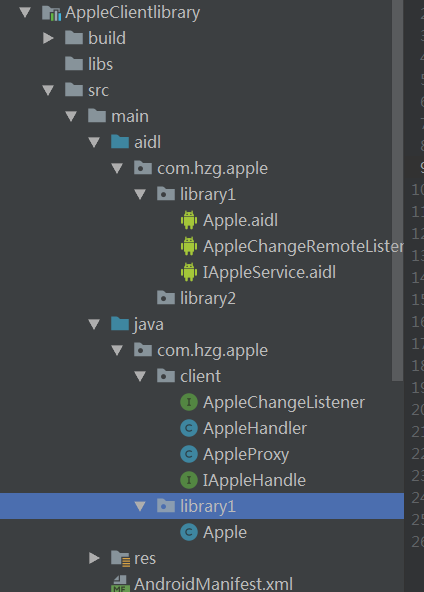 AppleClientlibrary
build
libs
src
main
aidl
com.hzg.apple
library1
Apple.aidl
AppleChangeRemoteLister
IAppleService.aidl
library2
java
com.hzg.apple
client
AppleChangeListener
AppleHandler
AppleProxy
IAppleHandle
library1
Apple
res
AndroidManifest.xml